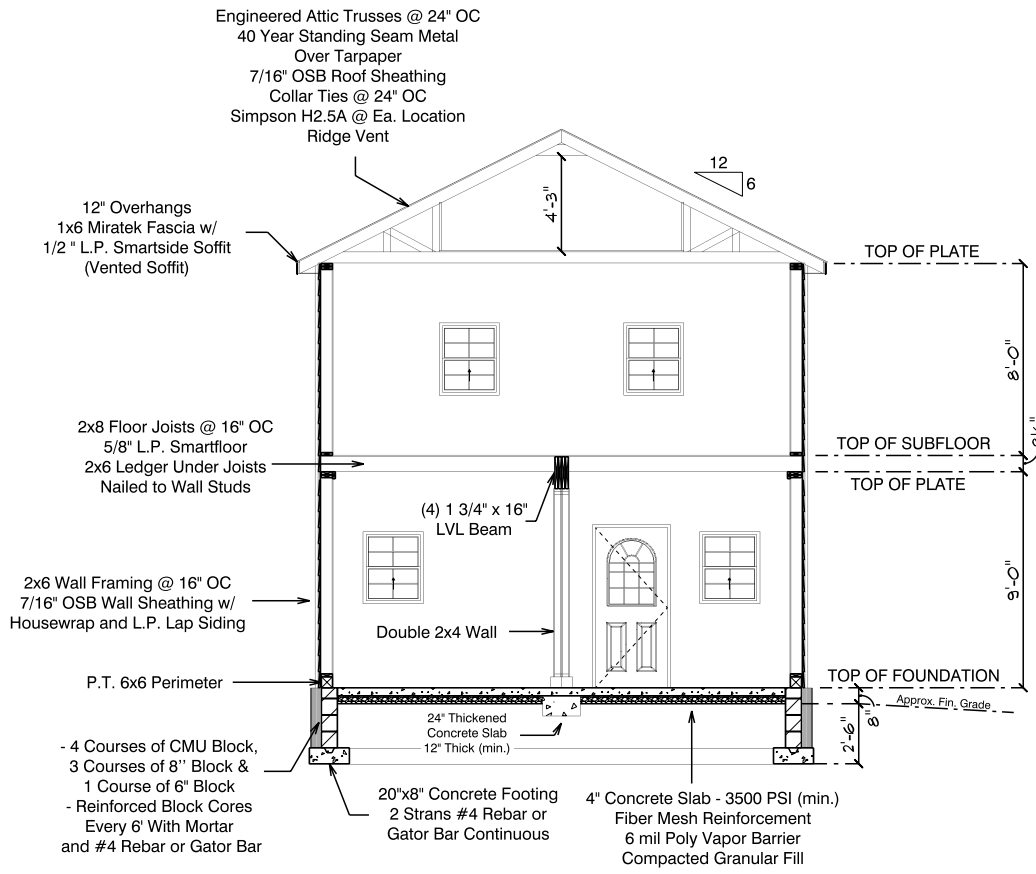 Engineered Attic Trusses @ 24" OC
40 Year Standing Seam Metal
Over Tarpaper
7/16" OSB Roof Sheathing
Collar Ties @ 24" OC
Simpson H2.5A @ Ea. Location
Ridge Vent
12
6
4'-3"
12" Overhangs
1x6 Miratek Fascia w/
1/2 " L.P. Smartside Soffit
(Vented Soffit)
TOP OF PLATE
8'-0"
2x8 Floor Joists @ 16" OC
5/8" L.P. Smartfloor
2x6 Ledger Under Joists
Nailed to Wall Studs
TOP OF SUBFLOOR
TOP OF PLATE
(4) 1 3/4" x 16"
LVL Beam
9'-0"
2x6 Wall Framing @ 16" OC
7/16" OSB Wall Sheathing w/
Housewrap and L.P. Lap Siding
Double 2x4 Wall
P.T. 6x6 Perimeter
TOP OF FOUNDATION
Approx. Fin. Grade
8"
2'-6"
24" Thickened
Concrete Slab
12" Thick (min.)
- 4 Courses of CMU Block,
3 Courses of 8'' Block &
1 Course of 6" Block
- Reinforced Block Cores
Every 6' With Mortar
and #4 Rebar or Gator Bar
20"x8" Concrete Footing
2 Strans #4 Rebar or
Gator Bar Continuous
4" Concrete Slab - 3500 PSI (min.)
Fiber Mesh Reinforcement
6 mil Poly Vapor Barrier
Compacted Granular Fill